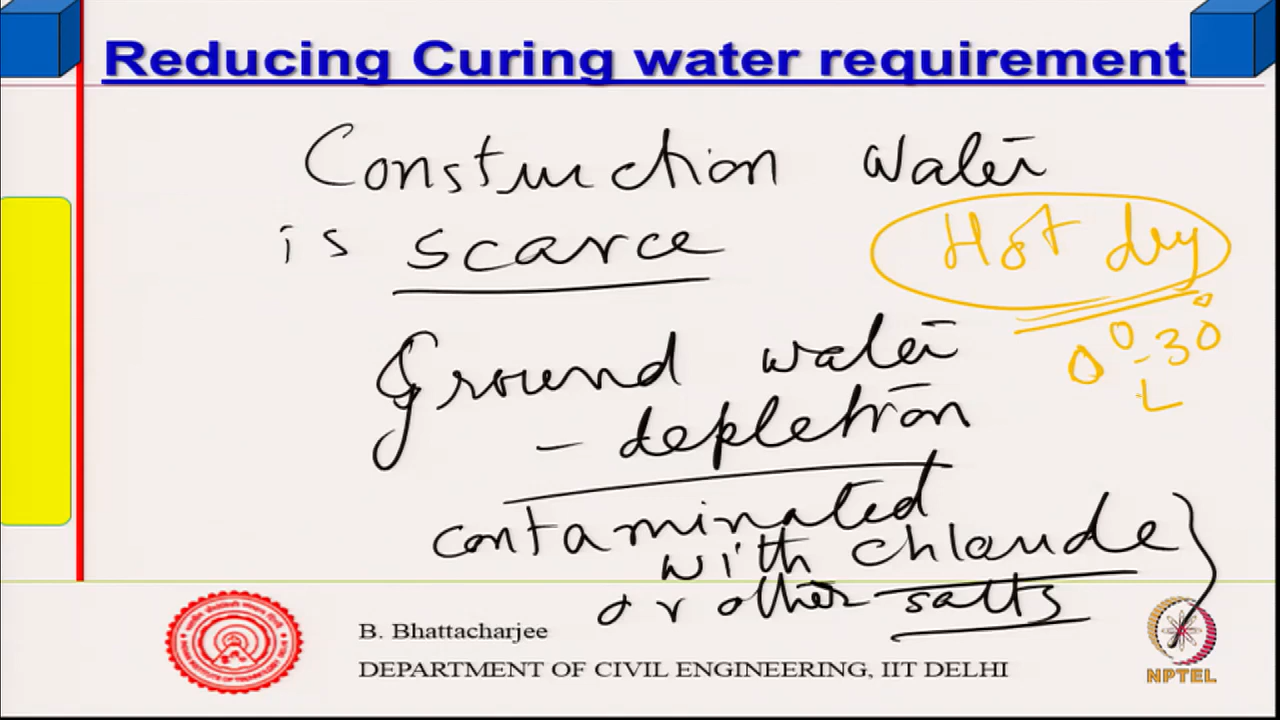 Reducing Curing water requirement
Construction water
is scarce
Hot dry
0°-30°
L
Ground water
- depletion
contaminated
with chloride
or other salts
B. Bhattacharjee
DEPARTMENT OF CIVIL ENGINEERING, IIT DELHI
NPTEL